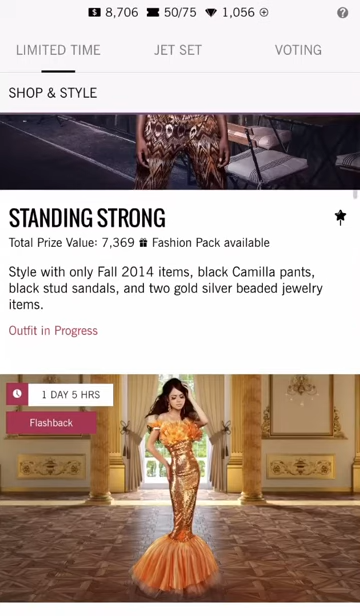 8,706 50/75 1,056
LIMITED TIME JET SET VOTING
SHOP & STYLE
STANDING STRONG
Total Prize Value: 7,369 Fashion Pack available
Style with only Fall 2014 items, black Camilla pants,
black stud sandals, and two gold silver beaded jewelry
items.
Outfit in Progress
1 DAY 5 HRS
Flashback